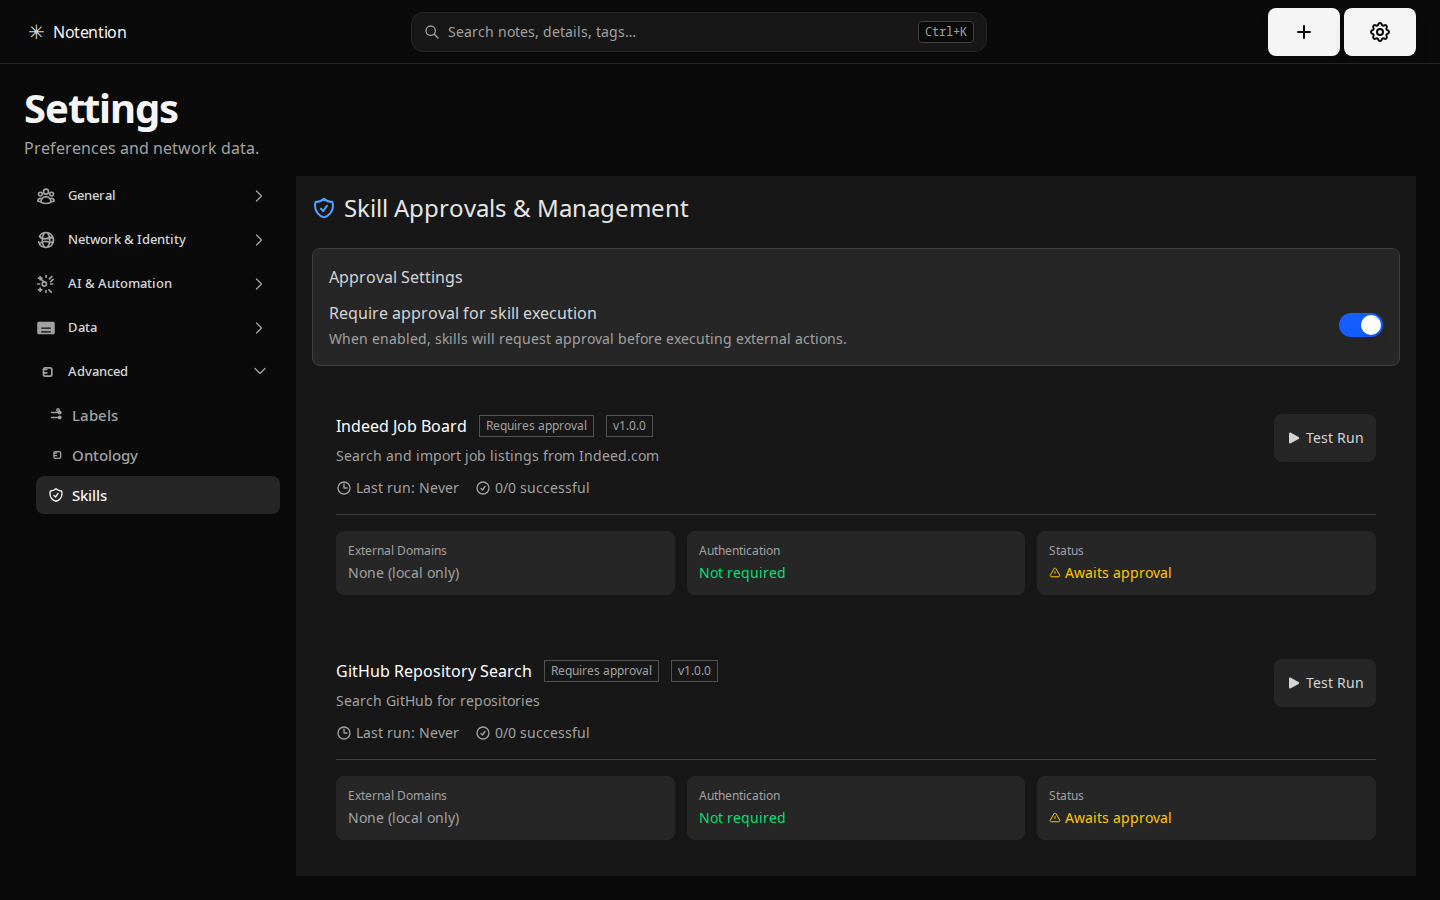 Notention
Search notes, details, tags...
Ctrl+K
Settings
Preferences and network data.
General
Network & Identity
AI & Automation
Data
Advanced
Labels
Ontology
Skills
Skill Approvals & Management
Approval Settings
Require approval for skill execution
When enabled, skills will request approval before executing external actions.
Indeed Job Board Requires approval v1.0.0
Test Run
Search and import job listings from Indeed.com
Last run: Never 0/0 successful
External Domains
None (local only)
Authentication
Not required
Status
Awaits approval
GitHub Repository Search Requires approval v1.0.0
Test Run
Search GitHub for repositories
Last run: Never 0/0 successful
External Domains
None (local only)
Authentication
Not required
Status
Awaits approval